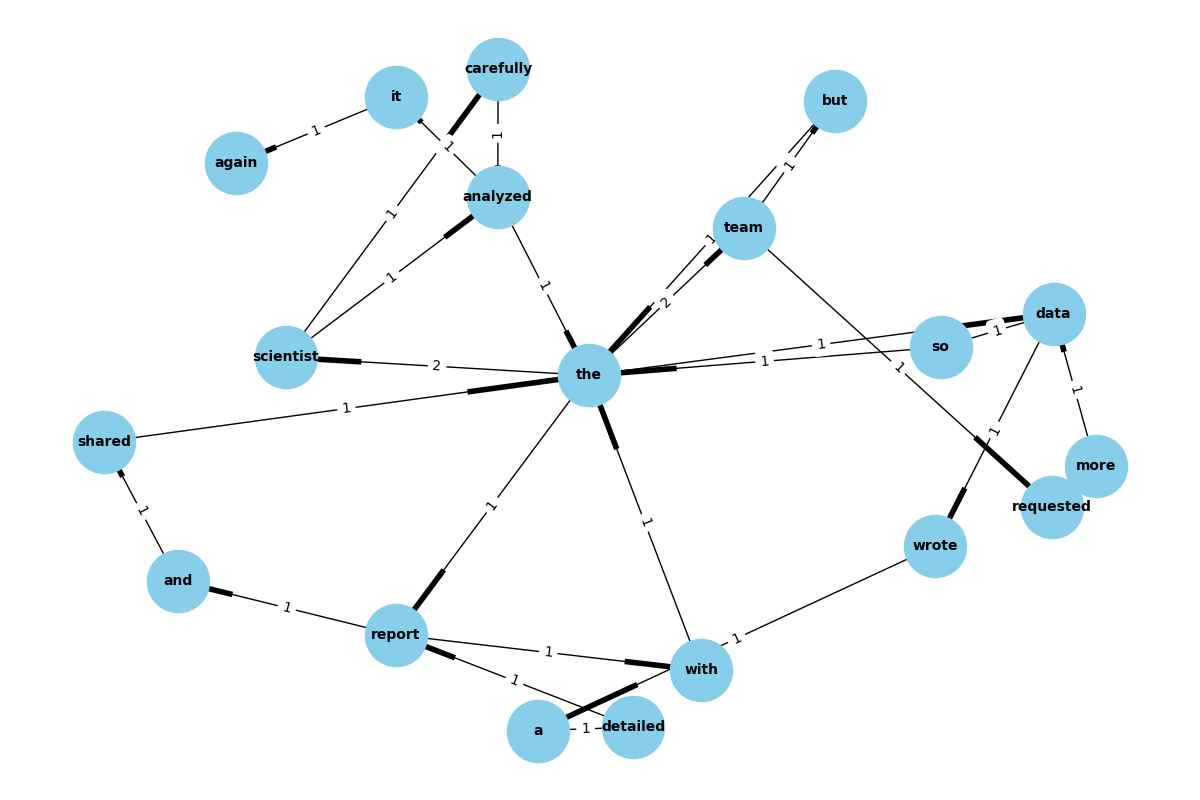 carefully
it
but
1
1
again
1
1
analyzed
team
1
1
1
1
2
data
1
so
1
scientist
2
1
1
the
1
1
shared
1
1
more
1
requested
1
1
wrote
and
1
report
1
1
with
1
a
1
detailed